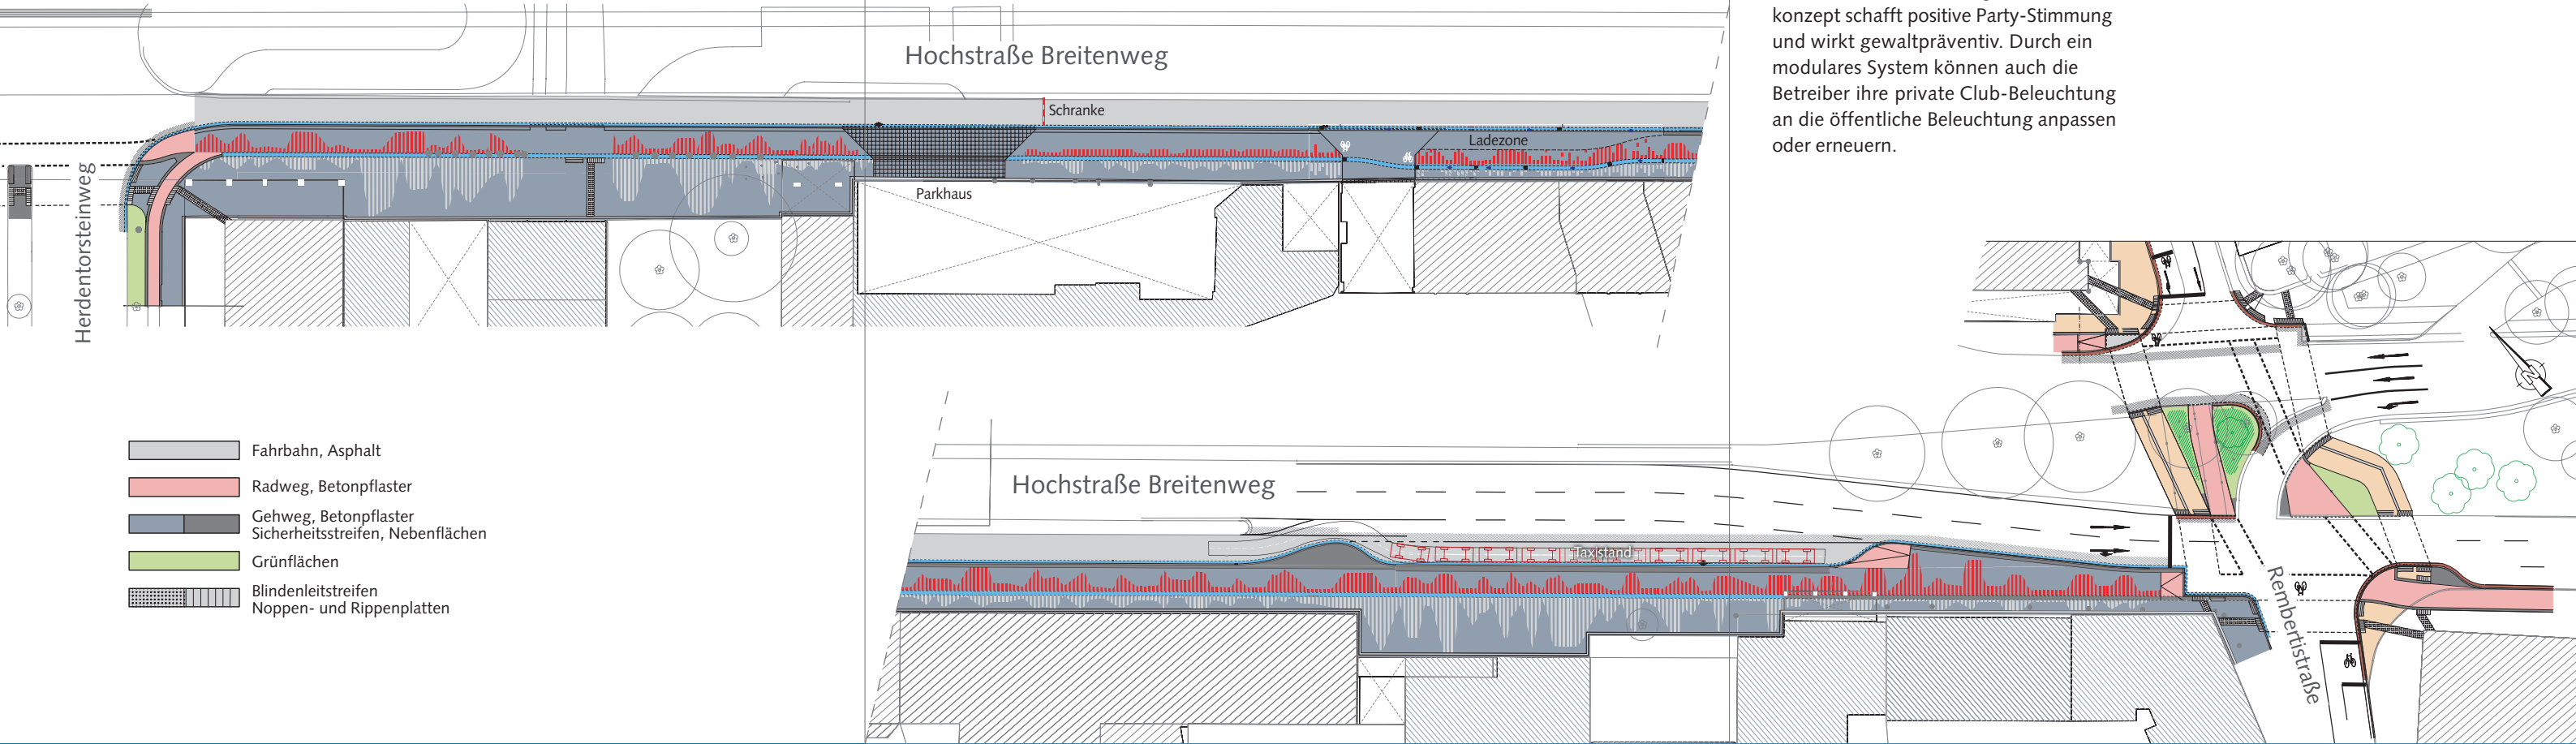 konzept schafft positive Party-Stimmung
und wirkt gewaltpräventiv. Durch ein
modulares System können auch die
Betreiber ihre private Club-Beleuchtung
an die öffentliche Beleuchtung anpassen
oder erneuern.
Hochstraße Breitenweg
Schranke
Ladezone
Parkhaus
Herdentorsteinweg
Fahrbahn, Asphalt
Radweg, Betonpflaster
Gehweg, Betonpflaster
Sicherheitsstreifen, Nebenflächen
Grünflächen
Blindenleitstreifen
Noppen- und Rippenplatten
Hochstraße Breitenweg
Taxistand
Rembertistraße
N